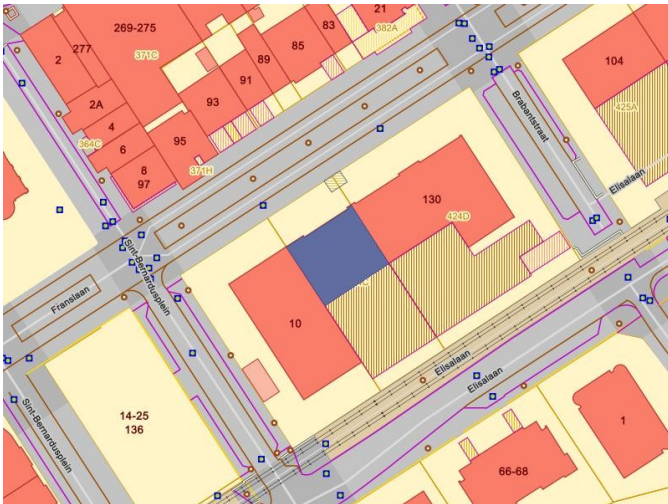 269-275
277
2
371C
83
21
382A
85
89
91
93
2A
4
6
364C
8
97
95
371H
104
425A
Brabantstraat
Elisalaan
130
424D
Sint-Bernardusplein
Franslaan
10
Elisalaan
Elisalaan
14-25
136
Sint-Bernardusplein
1
66-68